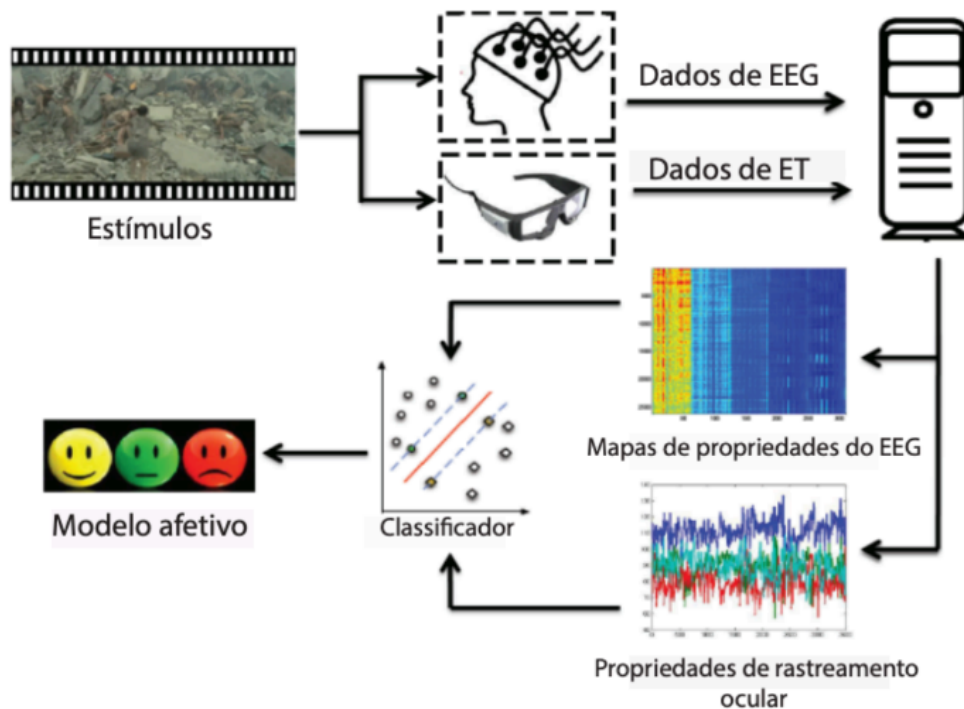 Estímulos
Dados de EEG
Dados de ET
Mapas de propriedades do EEG
Classificador
Modelo afetivo
Propriedades de rastreamento
ocular